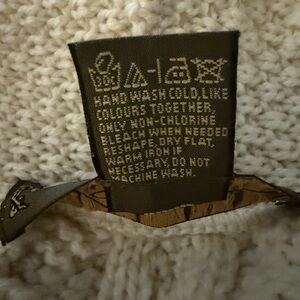 30°
HAND WASH COLD, LIKE
COLOURS TOGETHER,
ONLY NON-CHLORINE
BLEACH WHEN NEEDED
RESHAPE, DRY FLAT,
WARM IRON IF
NECESSARY, DO NOT
MACHINE WASH.